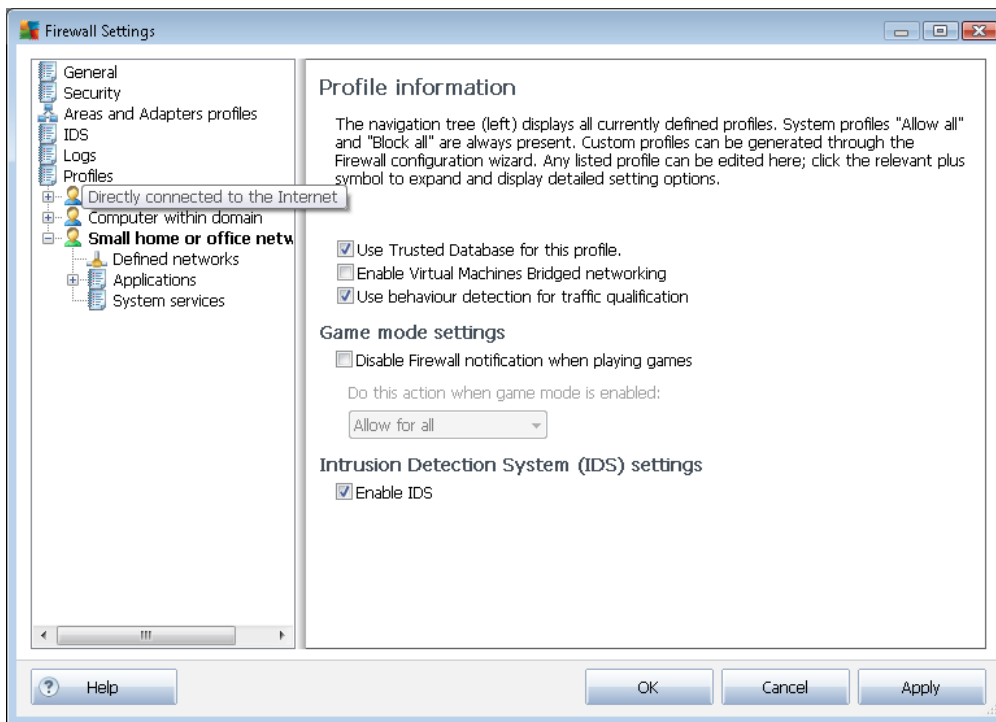 Firewall Settings
General
Security
Areas and Adapters profiles
IDS
Logs
Profiles
Directly connected to the Internet
Computer within domain
Small home or office netw
Defined networks
Applications
System services
Profile information
The navigation tree (left) displays all currently defined profiles. System profiles "Allow all"
and "Block all" are always present. Custom profiles can be generated through the
Firewall configuration wizard. Any listed profile can be edited here; click the relevant plus
symbol to expand and display detailed setting options.
Use Trusted Database for this profile.
Enable Virtual Machines Bridged networking
Use behaviour detection for traffic qualification
Game mode settings
Disable Firewall notification when playing games
Do this action when game mode is enabled:
Allow for all
Intrusion Detection System (IDS) settings
Enable IDS
? Help
OK
Cancel
Apply